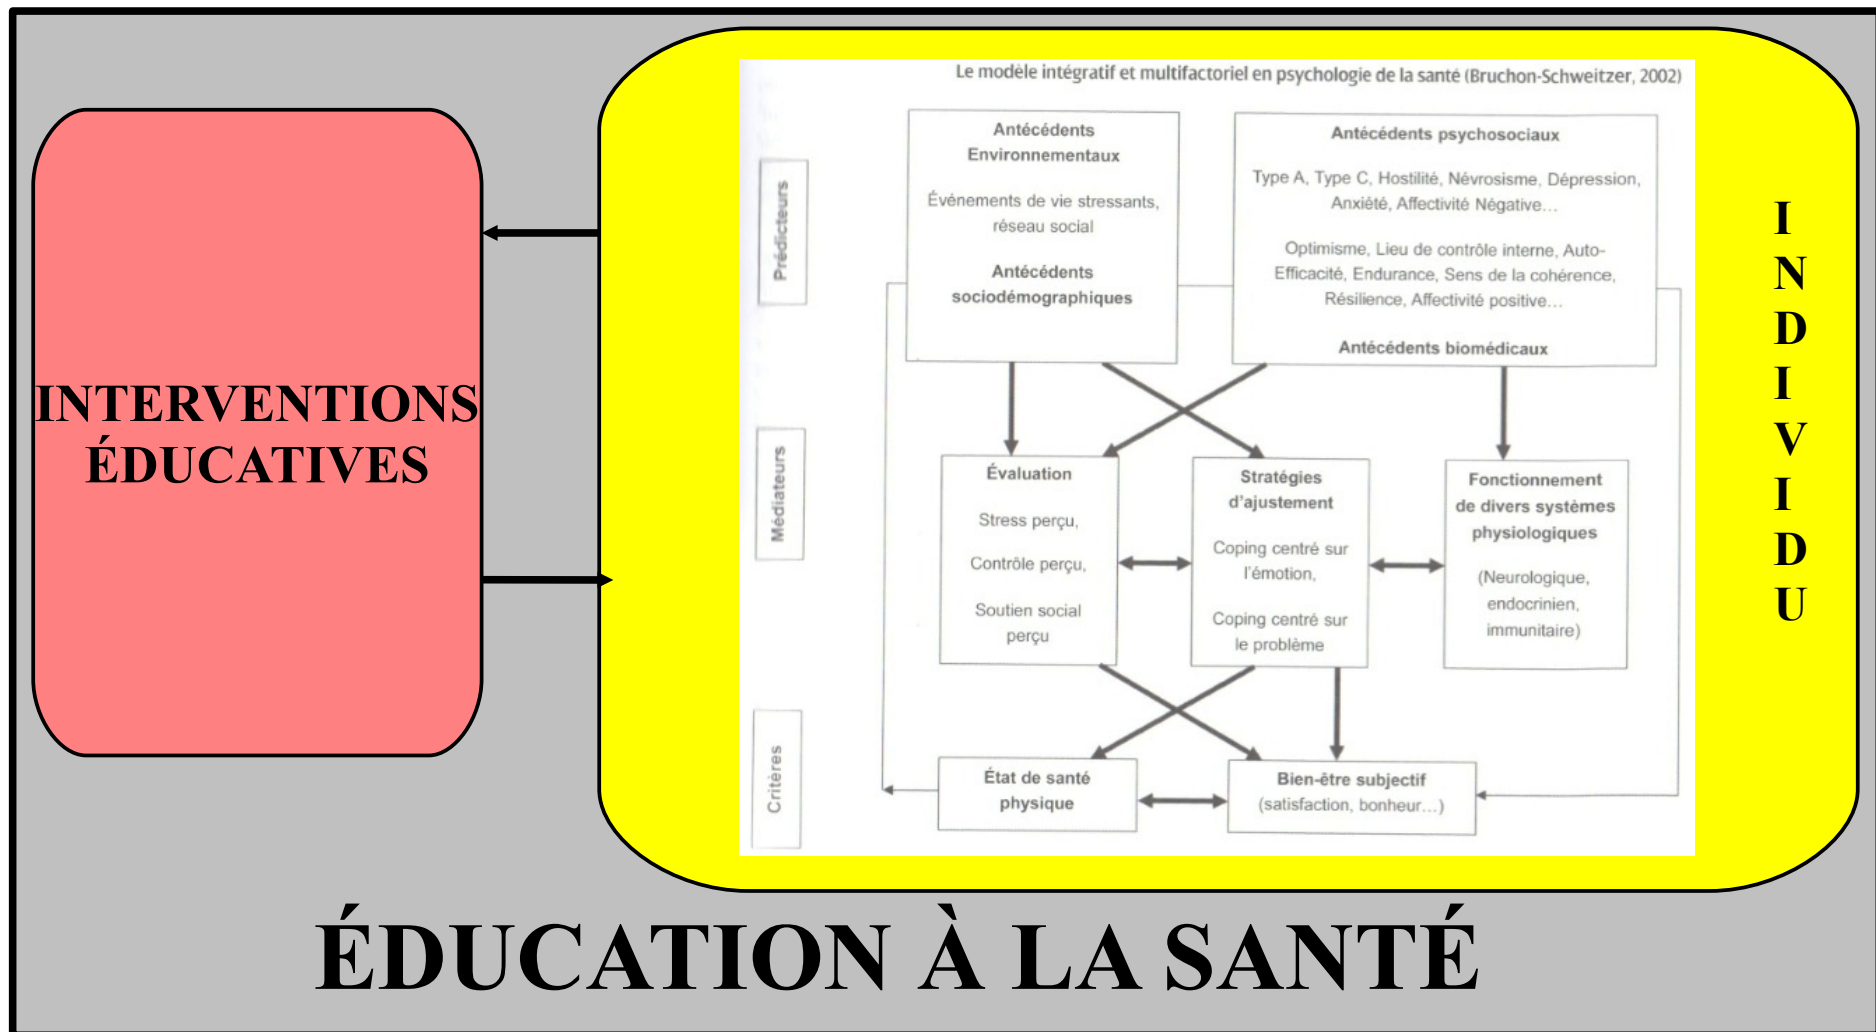 INTERVENTIONS
ÉDUCATIVES
Le modèle intégratif et multifactoriel en psychologie de la santé (Bruchon-Schweitzer, 2002)
Prédicteurs
Antécédents
Environnementaux
Événements de vie stressants,
réseau social
Antécédents
sociodémographiques
Antécédents psychosociaux
Type A, Type C, Hostilité, Névrosisme, Dépression,
Anxiété, Affectivité Négative...
Optimisme, Lieu de contrôle interne, Auto-
Efficacité, Endurance, Sens de la cohérence,
Résilience, Affectivité positive...
Antécédents biomédicaux
Médiateurs
Évaluation
Stress perçu,
Contrôle perçu,
Soutien social
perçu
Stratégies
d'ajustement
Coping centré sur
l'émotion,
Coping centré sur
le problème
Fonctionnement
de divers systèmes
physiologiques
(Neurologique,
endocrinien,
immunitaire)
Critères
État de santé
physique
Bien-être subjectif
(satisfaction, bonheur...)
I
N
D
I
V
I
D
U
ÉDUCATION À LA SANTÉ